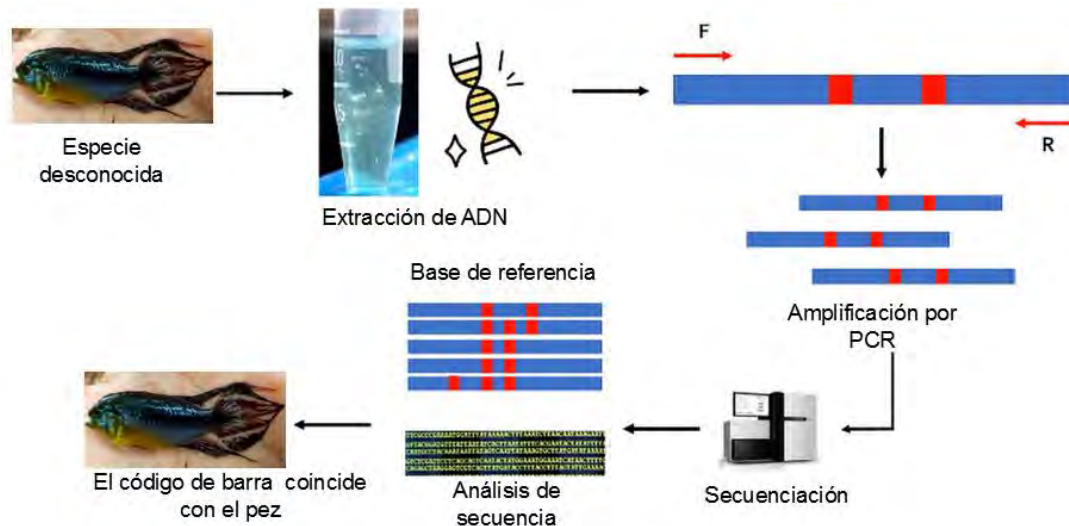 Especie
desconocida
Extracción de ADN
F
R
Amplificación por
PCR
Secuenciación
Base de referencia
Análisis de
secuencia
El código de barra coincide
con el pez